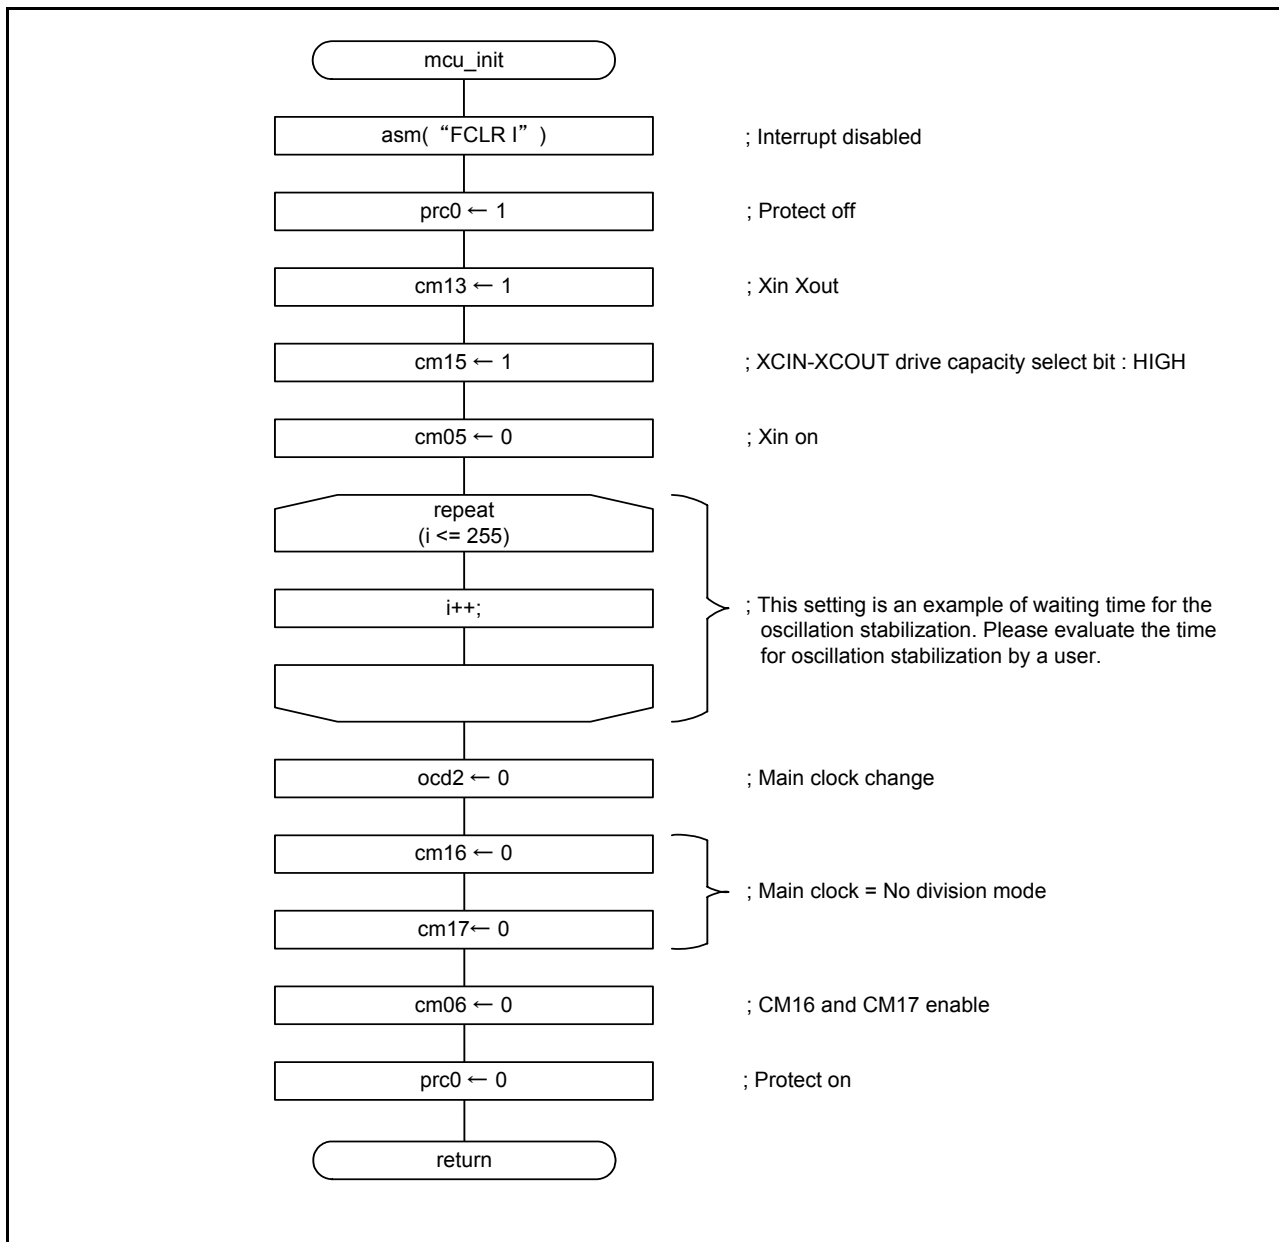 mcu_init
asm( “FCLR I” )
; Interrupt disabled
prc0 ← 1
; Protect off
cm13 ← 1
; Xin Xout
cm15 ← 1
; XCIN-XCOUT drive capacity select bit : HIGH
cm05 ← 0
; Xin on
repeat
(i <= 255)
i++;
; This setting is an example of waiting time for the
oscillation stabilization. Please evaluate the time
for oscillation stabilization by a user.
ocd2 ← 0
; Main clock change
cm16 ← 0
; Main clock = No division mode
cm17← 0
cm06 ← 0
; CM16 and CM17 enable
prc0 ← 0
; Protect on
return